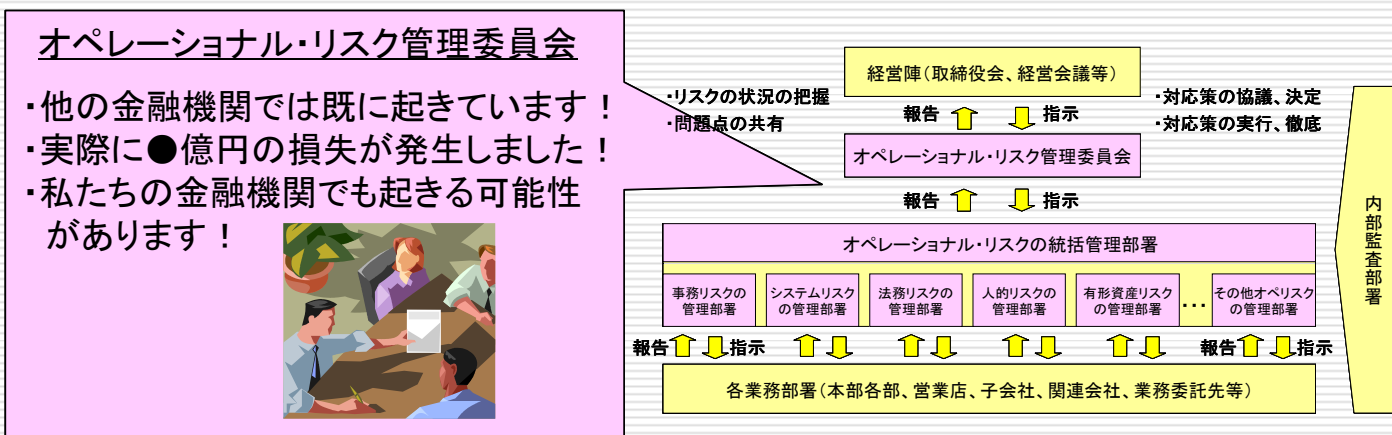 オペレーショナル・リスク管理委員会
・他の金融機関では既に起きています！
・実際に●億円の損失が発生しました！
・私たちの金融機関でも起きる可能性
があります！
経営陣（取締役会、経営会議等）
・リスクの状況の把握
・問題点の共有
報告
指示
・対応策の協議、決定
・対応策の実行、徹底
オペレーショナル・リスク管理委員会
報告
指示
オペレーショナル・リスクの統括管理部署
事務リスクの
管理部署
システムリスク
の管理部署
法務リスクの
管理部署
人的リスクの
管理部署
有形資産リスク
の管理部署
・・・
その他オペリスク
の管理部署
報告
指示
報告
指示
各業務部署（本部各部、営業店、子会社、関連会社、業務委託先等）
内部監査部署